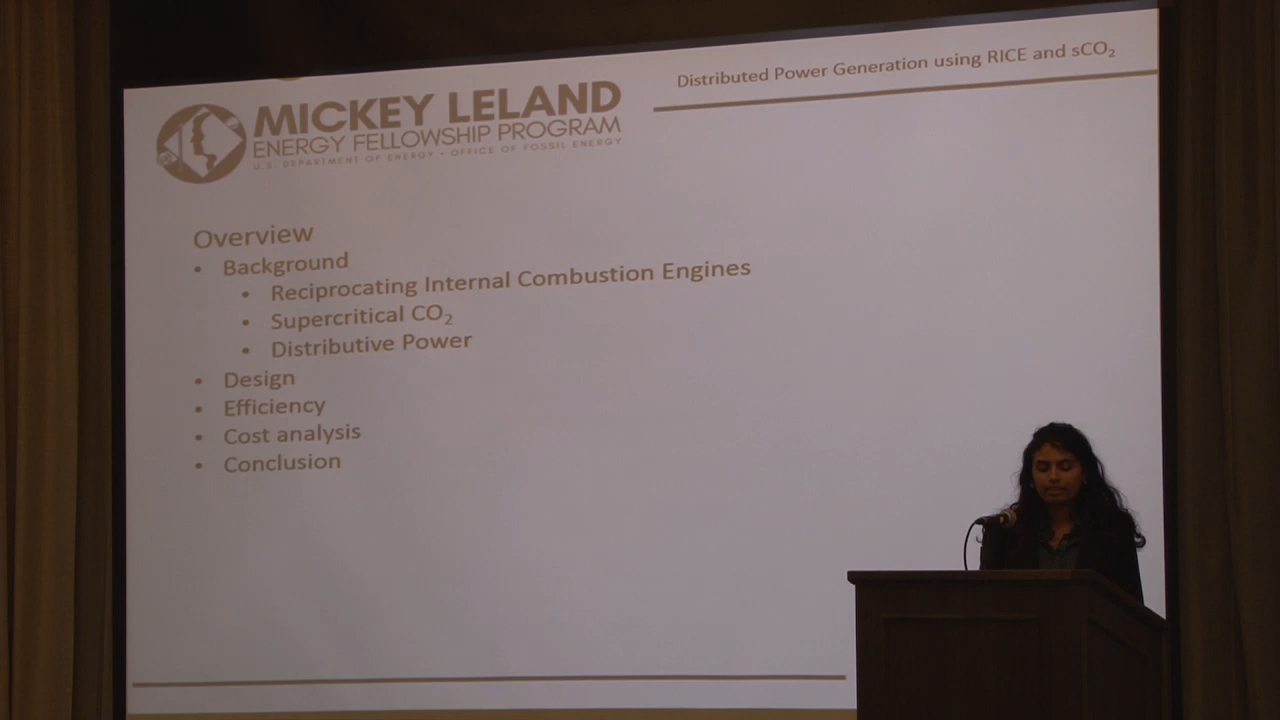 Distributed Power Generation using RICE and sCO₂
MICKEY LELAND
ENERGY FELLOWSHIP PROGRAM
U.S. DEPARTMENT OF ENERGY • OFFICE OF FOSSIL ENERGY
Overview
• Background
• Reciprocating Internal Combustion Engines
• Supercritical CO₂
• Distributive Power
• Design
• Efficiency
• Cost analysis
• Conclusion